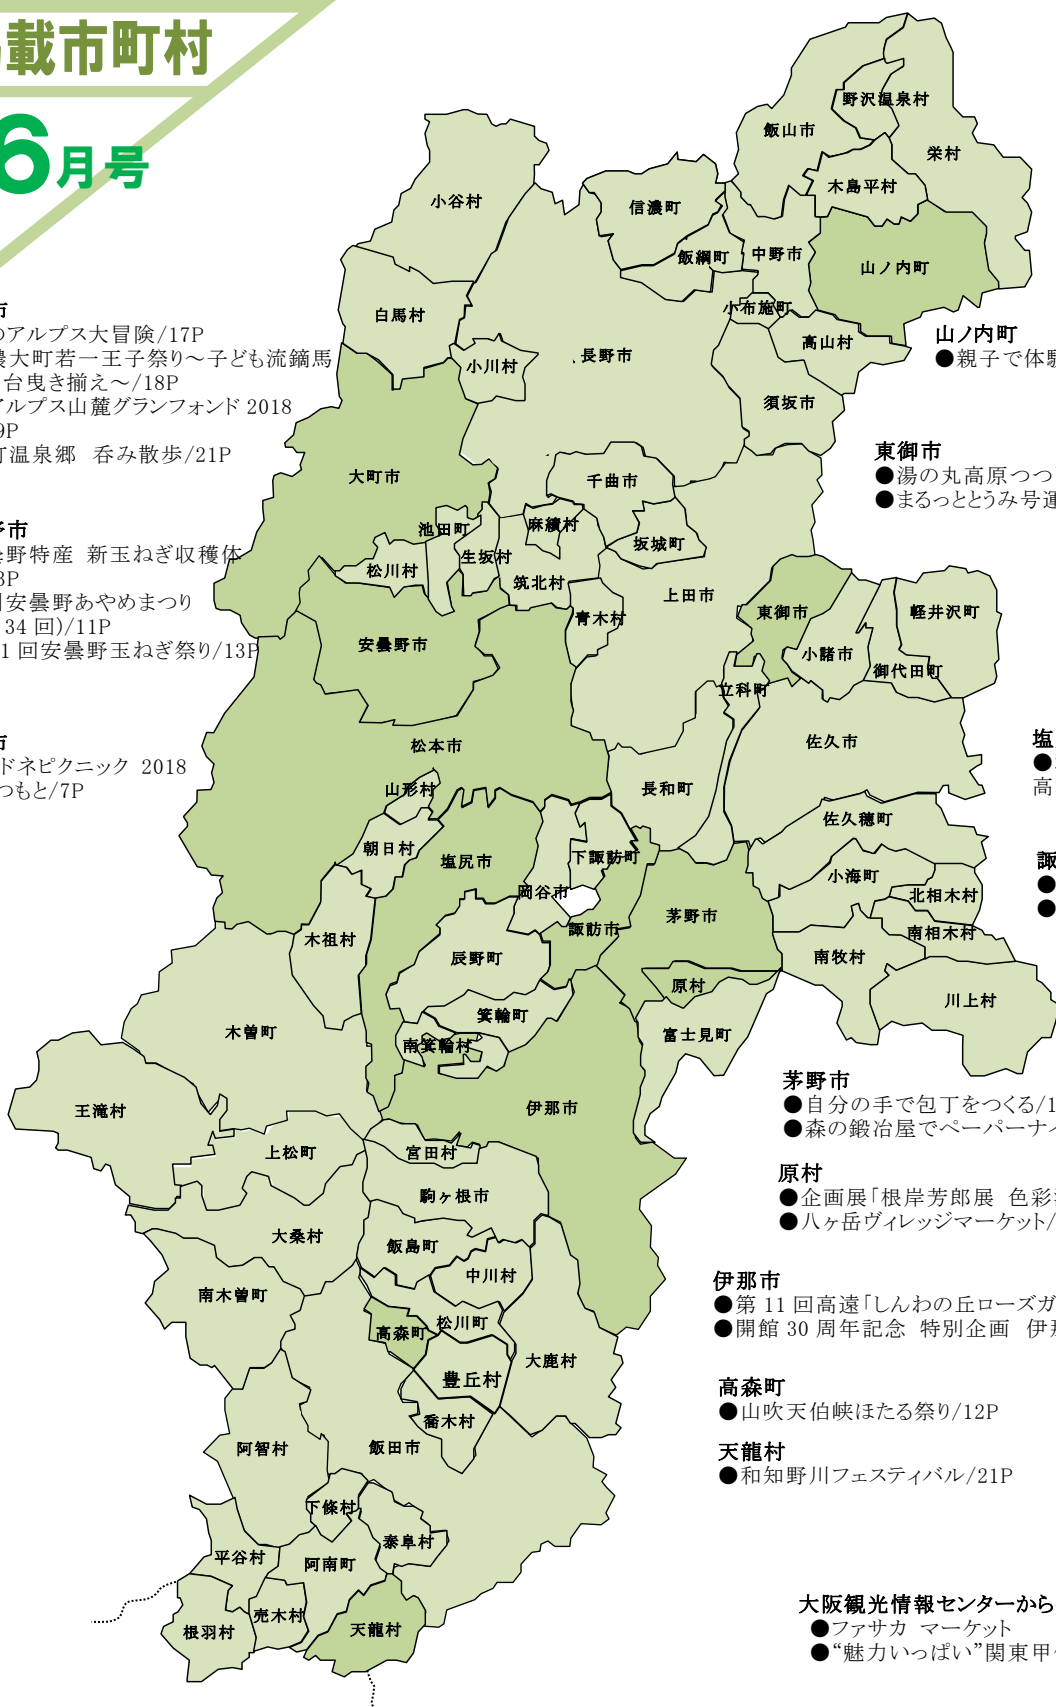 載市町村
6月号
市
のアルプス大冒険/17P
濃大町若一王子祭り～子ども流鏑馬
台曳き揃え～/18P
アルプス山麓グランフォンド 2018
9P
町温泉郷 呑み散歩/21P
野市
曇野特産 新玉ねぎ収穫体
8P
安曇野あやめまつり
34 回)/11P
1 回安曇野玉ねぎ祭り/13P
市
ドネピクニック 2018
つもと/7P
野沢温泉村
飯山市
栄村
木島平村
小谷村
信濃町
飯綱町
中野市
山ノ内町
白馬村
小布施町
高山村
小川村
長野市
須坂市
大町市
千曲市
池田町
麻績村
生坂村
坂城町
松川村
筑北村
上田市
青木村
東御市
軽井沢町
安曇野市
小諸市
御代田町
立科町
松本市
佐久市
山形村
長和町
朝日村
塩尻市
下諏訪町
佐久穂町
岡谷市
小海町
北相木村
茅野市
諏訪市
南相木村
木祖村
辰野町
南牧村
原村
川上村
箕輪町
木曽町
南箕輪村
富士見町
王滝村
伊那市
上松町
宮田村
駒ヶ根市
大桑村
飯島町
中川村
南木曽町
高森町
松川町
大鹿村
豊丘村
喬木村
阿智村
飯田市
下條村
泰阜村
平谷村
阿南町
売木村
根羽村
天龍村
山ノ内町
●親子で体験
東御市
●湯の丸高原つつ
●まるっととうみ号運
塩
●
高
諏
●
●
茅野市
●自分の手で包丁をつくる/1
●森の鍛冶屋でペーパーナイ
原村
●企画展「根岸芳郎展 色彩
●八ヶ岳ヴィレッジマーケット/
伊那市
●第 11 回高遠「しんわの丘ローズガ
●開館 30 周年記念 特別企画 伊那
高森町
●山吹天伯峡ほたる祭り/12P
天龍村
●和知野川フェスティバル/21P
大阪観光情報センターから
●ファサカ マーケット
●“魅力いっぱい”関東甲